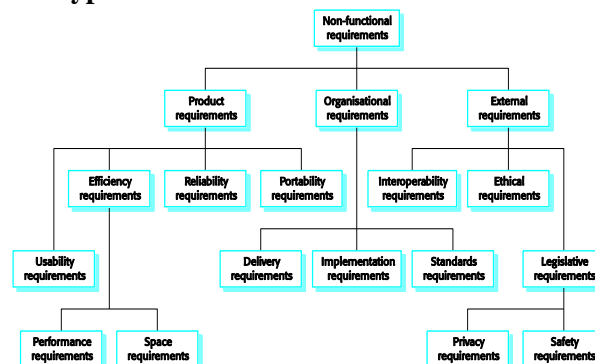 Non-functional
requirements
Product
requirements
Organisational
requirements
External
requirements
Efficiency
requirements
Reliability
requirements
Portability
requirements
Interoperability
requirements
Ethical
requirements
Usability
requirements
Delivery
requirements
Implementation
requirements
Standards
requirements
Legislative
requirements
Performance
requirements
Space
requirements
Privacy
requirements
Safety
requirements